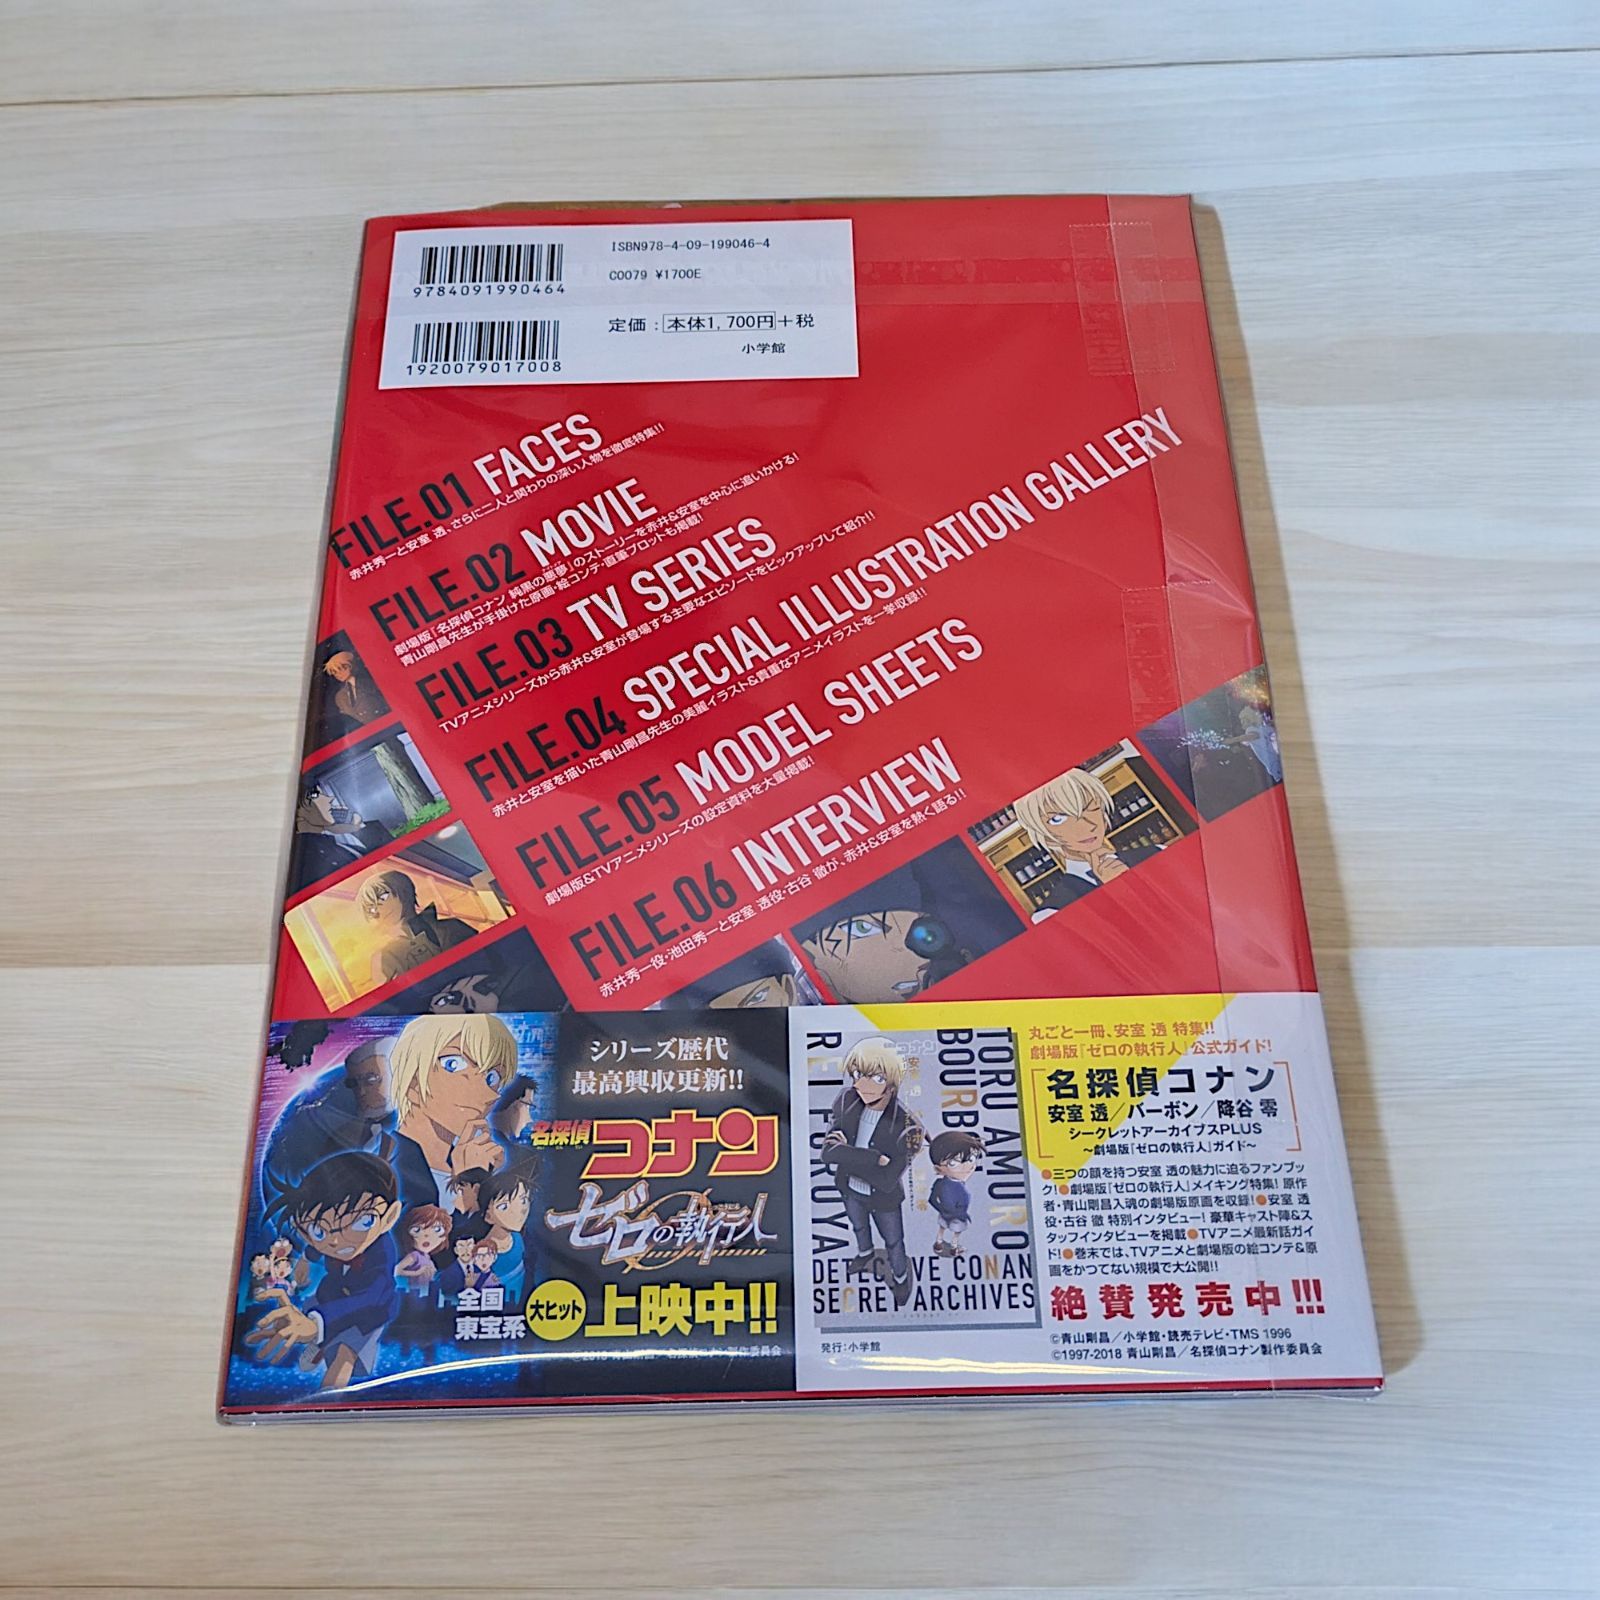 ISBN978-4-09-199046-4
9784091990464
C0079 ¥1700E
定価：本体1,700円＋税
1920079017008
小学館
FILE.01 FACES
赤井秀一と安室 透、さらに二人と関わりの深い人物を徹底特集!!
FILE.02 MOVIE
劇場版『名探偵コナン 純黒の悪夢』のストーリーを赤井&安室を中心に追いかける!
青山剛昌先生が手掛けた原画・絵コンテ・直筆プロットも掲載!
FILE.03 TV SERIES
TVアニメシリーズから赤井&安室が登場する主要なエピソードをピックアップして紹介!!
FILE.04 SPECIAL ILLUSTRATION GALLERY
赤井と安室を描いた青山剛昌先生の美麗イラスト&貴重なアニメイラストを一挙収録!!
FILE.05 MODEL SHEETS
劇場版&TVアニメシリーズの設定資料を大量掲載!
FILE.06 INTERVIEW
赤井秀一役・池田秀一と安室 透役・古谷 徹が、赤井&安室を熱く語る!!
シリーズ歴代
最高興収更新!!
名探偵
コナン
ゼロの執行人
全国
東宝系
大ヒット
上映中!!
青山剛昌／名探偵コナン製作委員会
TORU AMURO
BOURBON
REI FURUYA
DETECTIVE CONAN
SECRET ARCHIVES
発行：小学館
丸ごと一冊、安室 透 特集!!
劇場版『ゼロの執行人』公式ガイド!
名探偵コナン
安室 透／バーボン／降谷 零
シークレットアーカイブスPLUS
～劇場版『ゼロの執行人』ガイド～
●三つの顔を持つ安室 透の魅力に迫るファンブッ
ク!●劇場版『ゼロの執行人』メイキング特集! 原作
者・青山剛昌入魂の劇場版原画を収録!●安室 透
役・古谷 徹 特別インタビュー! 豪華キャスト陣&ス
タッフインタビューを掲載●TVアニメ最新話ガイ
ド!●巻末では、TVアニメと劇場版の絵コンテ&原
画をかつてない規模で大公開!!
絶賛発売中!!!
©青山剛昌／小学館・読売テレビ・TMS 1996
©1997-2018 青山剛昌／名探偵コナン製作委員会